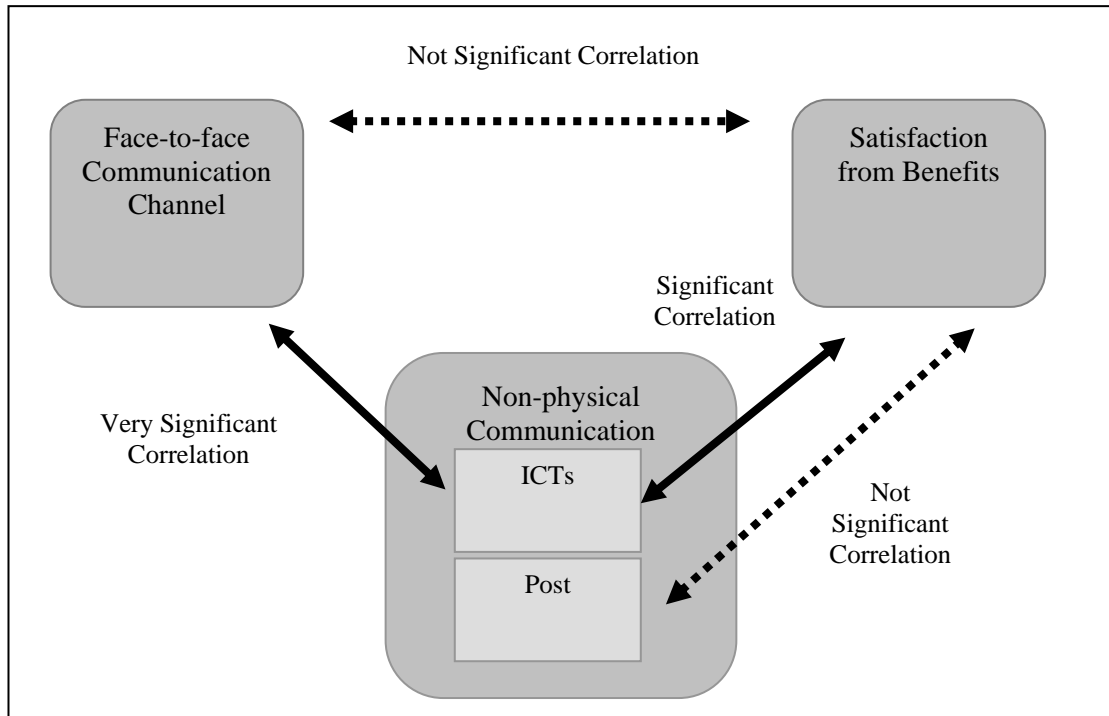 Not Significant Correlation
Face-to-face
Communication
Channel
Satisfaction
from Benefits
Significant
Correlation
Very Significant
Correlation
Non-physical
Communication
ICTs
Post
Not
Significant
Correlation